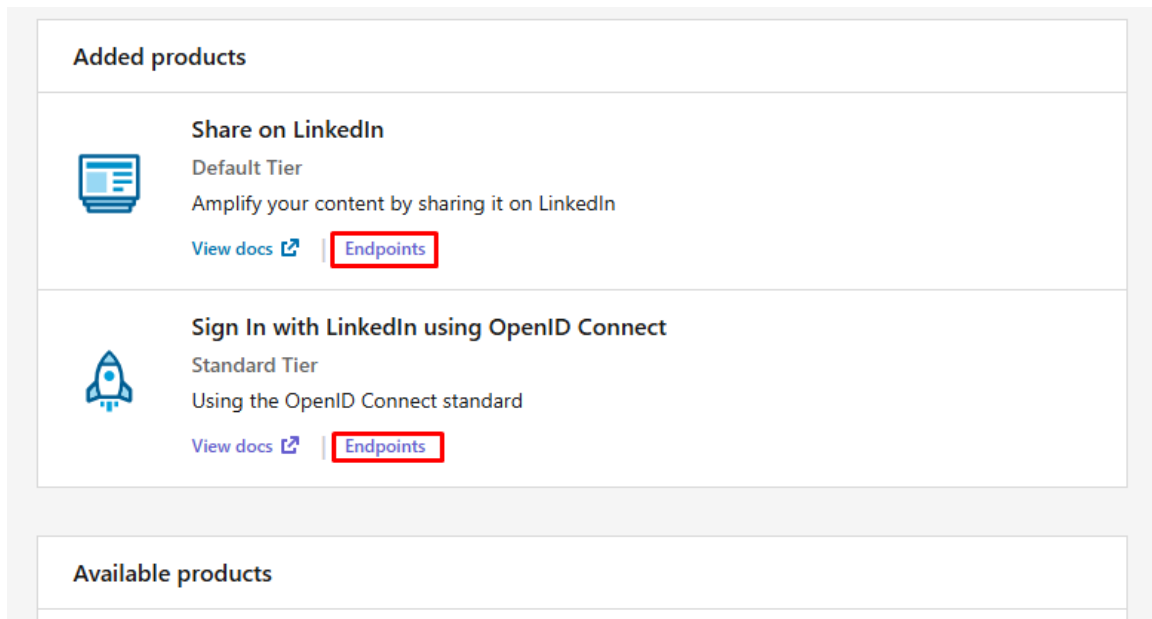 Added products
Share on LinkedIn
Default Tier
Amplify your content by sharing it on LinkedIn
View docs | Endpoints
Sign In with LinkedIn using OpenID Connect
Standard Tier
Using the OpenID Connect standard
View docs | Endpoints
Available products